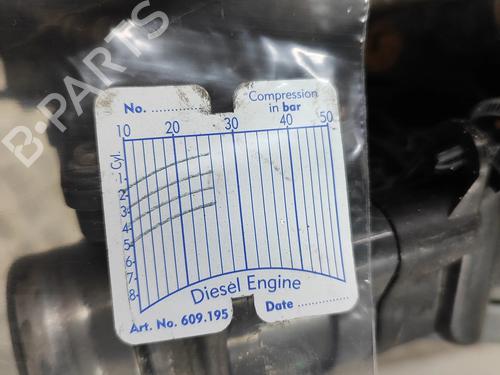 No. ..............
Compression
in bar
10 20 30 40 50
Cyl.
1
2
3
4
5
6
7
8
Diesel Engine
Art. No. 609.195
Date ..............
B-PARTS